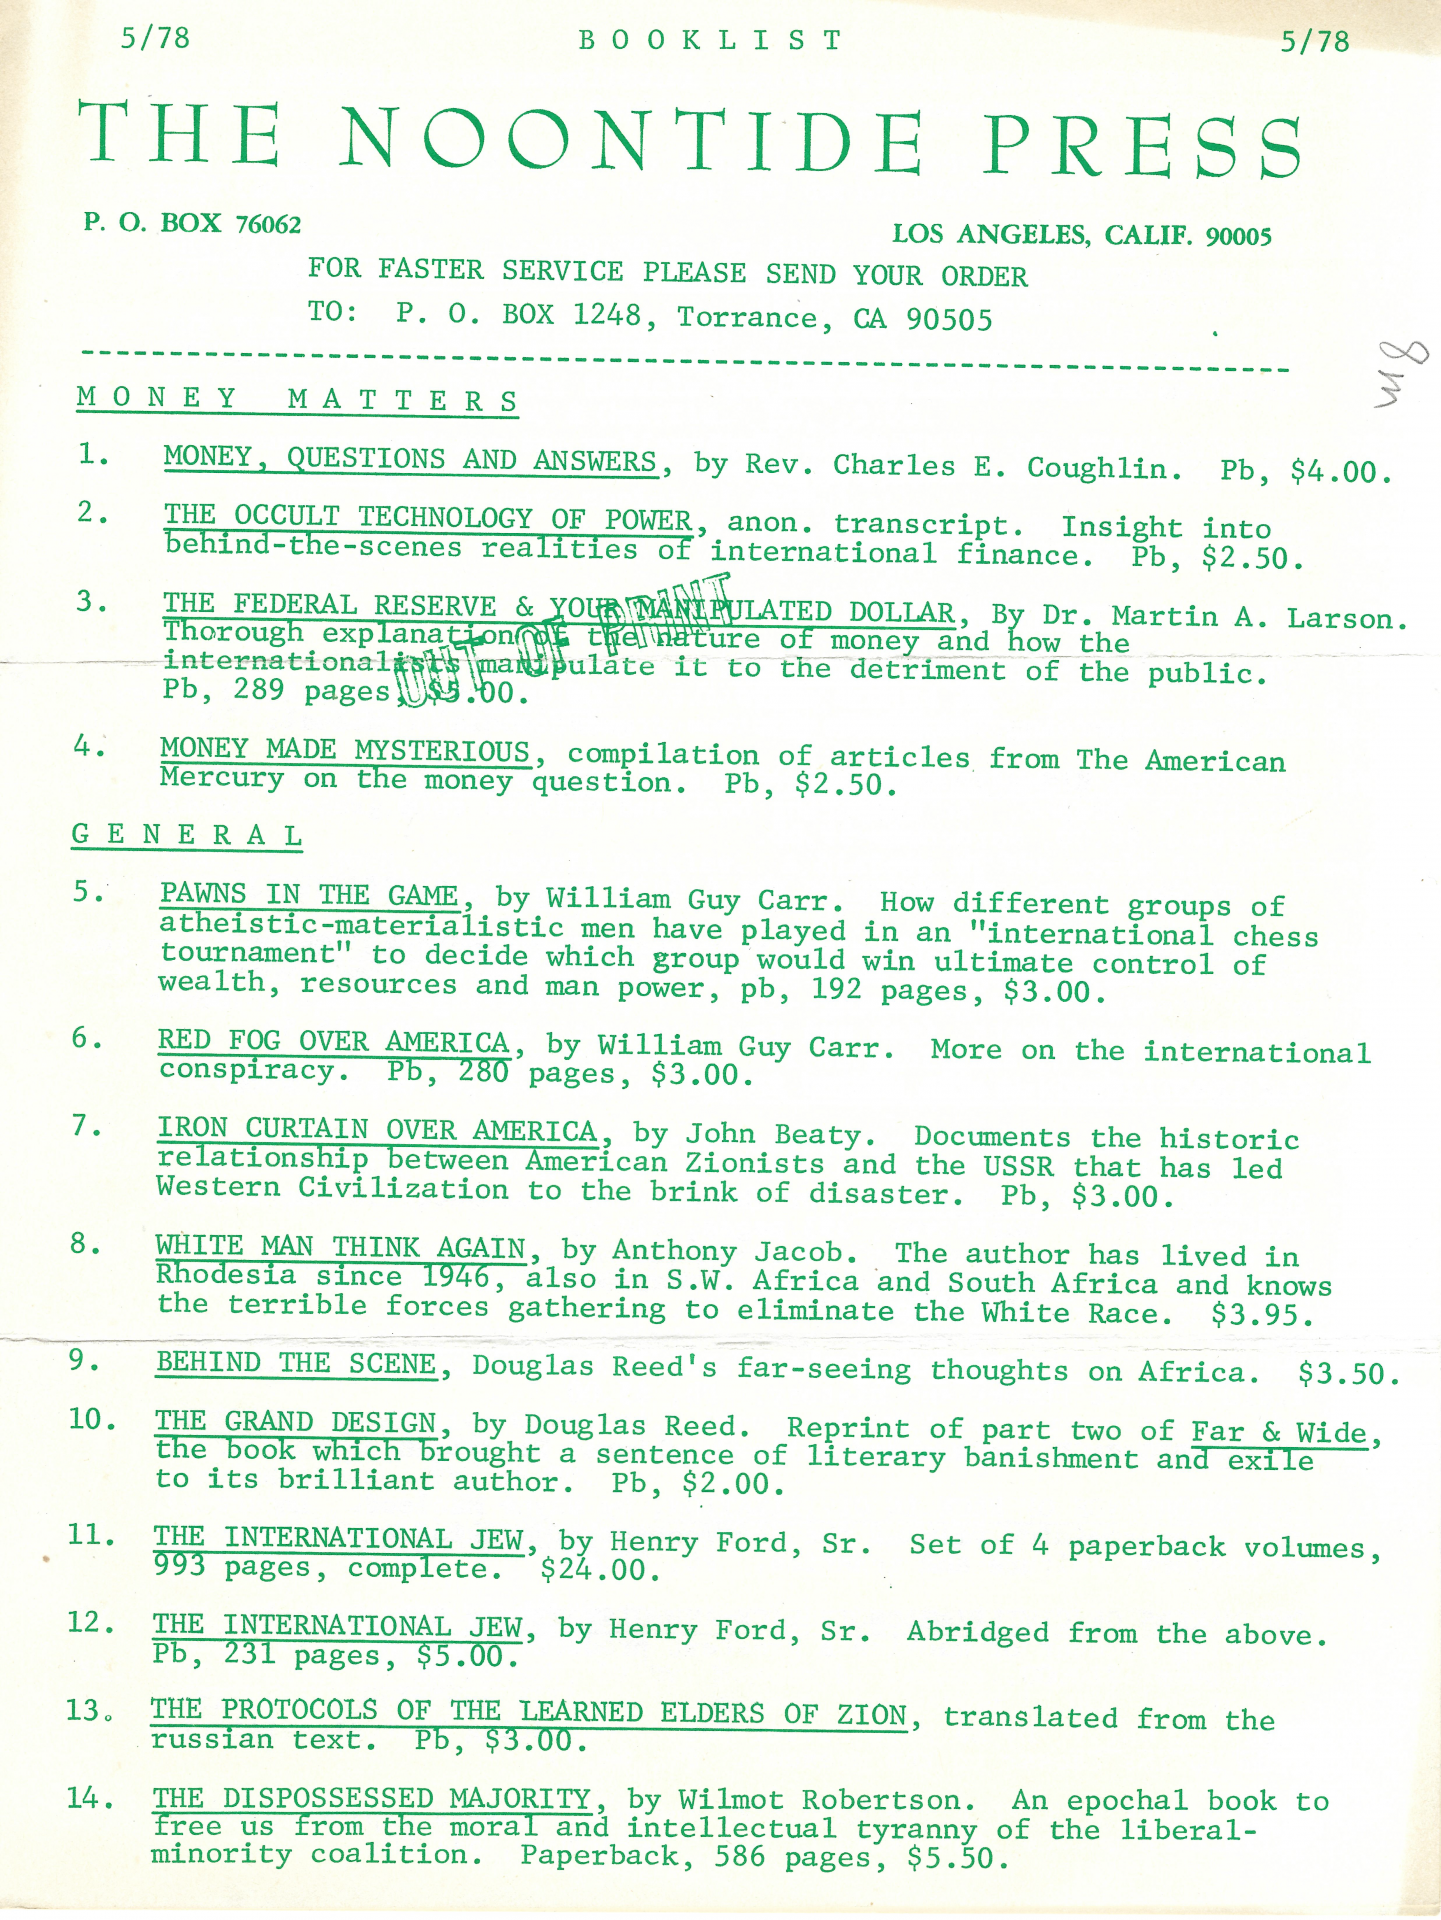 5/78 BOOKLIST 5/78
THE NOONTIDE PRESS
P. O. BOX 76062 LOS ANGELES, CALIF. 90005
FOR FASTER SERVICE PLEASE SEND YOUR ORDER
TO: P. O. BOX 1248, Torrance, CA 90505
MONEY MATTERS
1. MONEY, QUESTIONS AND ANSWERS, by Rev. Charles E. Coughlin. Pb, $4.00.
2. THE OCCULT TECHNOLOGY OF POWER, anon. transcript. Insight into
behind-the-scenes realities of international finance. Pb, $2.50.
3. THE FEDERAL RESERVE & YOUR MANIPULATED DOLLAR, By Dr. Martin A. Larson.
Thorough explanation of the nature of money and how the
internationalists manipulate it to the detriment of the public.
Pb, 289 pages, $5.00.
OUT OF PRINT
4. MONEY MADE MYSTERIOUS, compilation of articles from The American
Mercury on the money question. Pb, $2.50.
GENERAL
5. PAWNS IN THE GAME, by William Guy Carr. How different groups of
atheistic-materialistic men have played in an "international chess
tournament" to decide which group would win ultimate control of
wealth, resources and man power, pb, 192 pages, $3.00.
6. RED FOG OVER AMERICA, by William Guy Carr. More on the international
conspiracy. Pb, 280 pages, $3.00.
7. IRON CURTAIN OVER AMERICA, by John Beaty. Documents the historic
relationship between American Zionists and the USSR that has led
Western Civilization to the brink of disaster. Pb, $3.00.
8. WHITE MAN THINK AGAIN, by Anthony Jacob. The author has lived in
Rhodesia since 1946, also in S.W. Africa and South Africa and knows
the terrible forces gathering to eliminate the White Race. $3.95.
9. BEHIND THE SCENE, Douglas Reed's far-seeing thoughts on Africa. $3.50.
10. THE GRAND DESIGN, by Douglas Reed. Reprint of part two of Far & Wide,
the book which brought a sentence of literary banishment and exile
to its brilliant author. Pb, $2.00.
11. THE INTERNATIONAL JEW, by Henry Ford, Sr. Set of 4 paperback volumes,
993 pages, complete. $24.00.
12. THE INTERNATIONAL JEW, by Henry Ford, Sr. Abridged from the above.
Pb, 231 pages, $5.00.
13. THE PROTOCOLS OF THE LEARNED ELDERS OF ZION, translated from the
russian text. Pb, $3.00.
14. THE DISPOSSESSED MAJORITY, by Wilmot Robertson. An epochal book to
free us from the moral and intellectual tyranny of the liberal-
minority coalition. Paperback, 586 pages, $5.50.